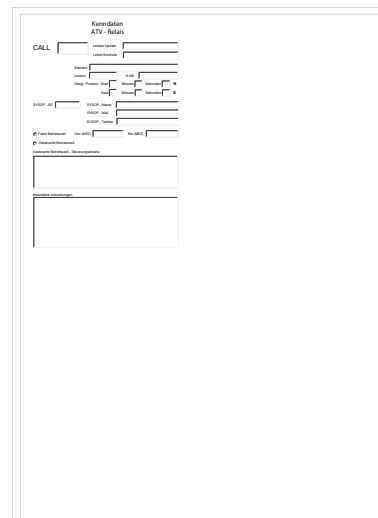 Kenndaten
ATV - Relais
CALL
Letztes Update
Letzte Kontrolle
Standort
Locator H üNN
Geogr. Position: Grad Minuten Sekunden N
Grad Minuten Sekunden E
SYSOP - RZ SYSOP - Name
SYSOP - Mail
SYSOP - Telefon
Feste Betriebszeit Von (MEZ) Bis (MEZ)
Gesteuerte Betriebszeit
Gesteuerte Betriebszeit - Steuerungsdetails
Besondere Anmerkungen: